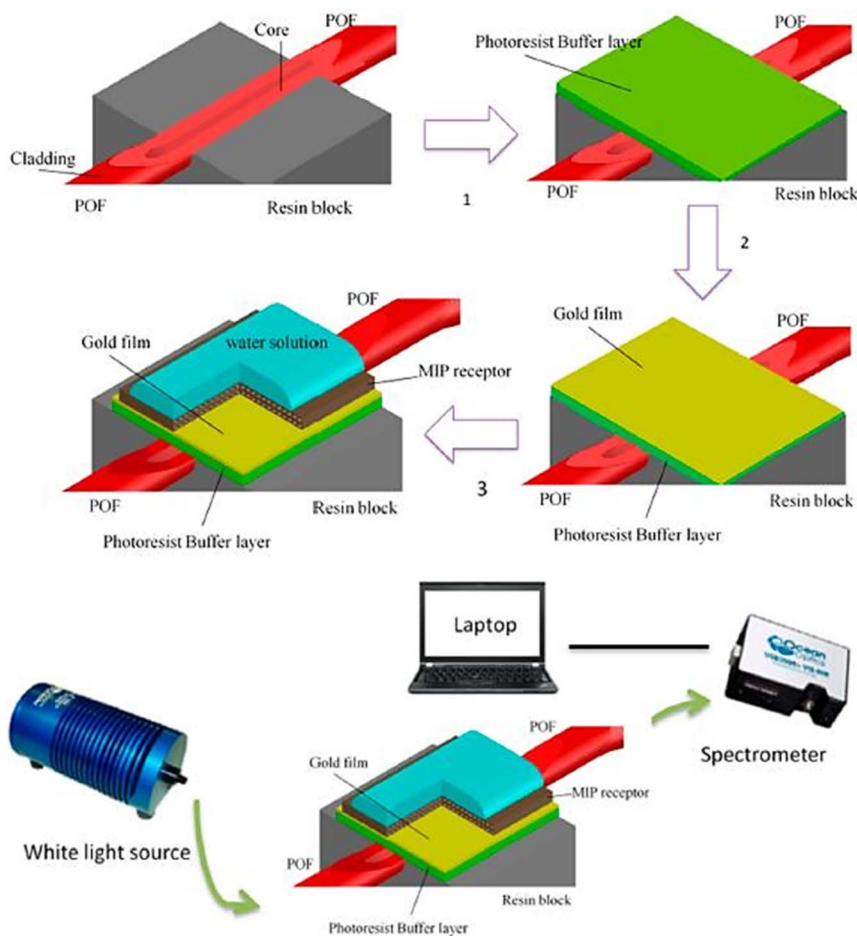 POF
Core
Cladding
POF
Resin block
1
Photoresist Buffer layer
POF
POF
Resin block
2
POF
Gold film
water solution
MIP receptor
POF
Resin block
Photoresist Buffer layer
3
POF
Gold film
POF
Resin block
Photoresist Buffer layer
Laptop
Ocean
Optics
Spectrometer
White light source
POF
Gold film
MIP receptor
POF
Resin block
Photoresist Buffer layer